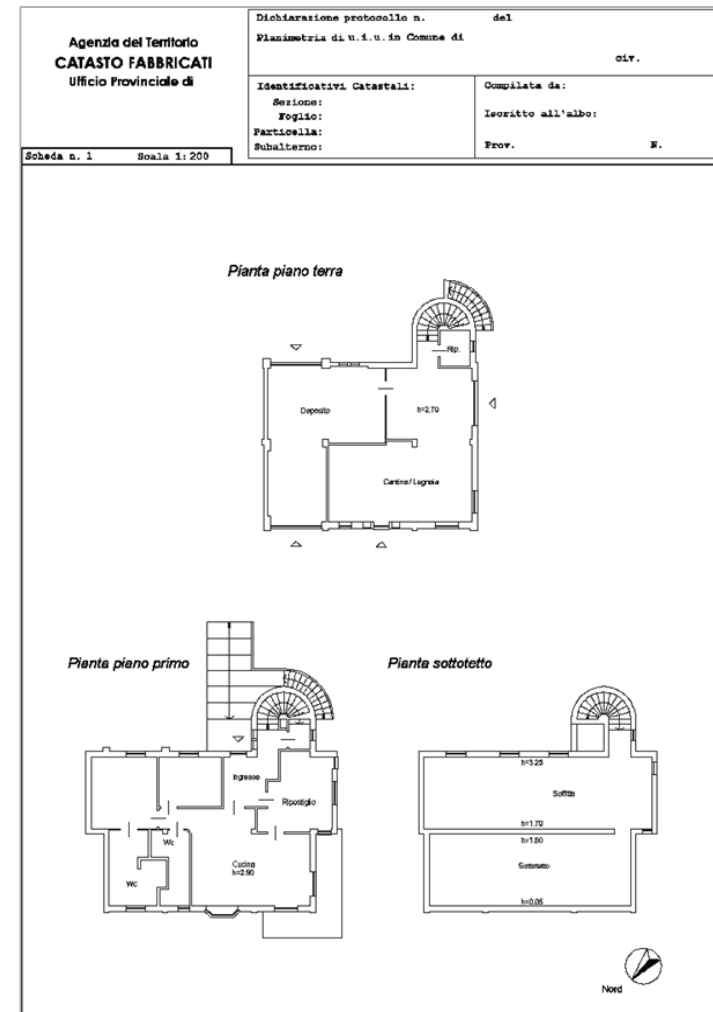 Agenzia del Territorio
CATASTO FABBRICATI
Ufficio Provinciale di
Dichiarazione protocollo n. del
Planimetria di u.i.u. in Comune di
civ.
Identificativi Catastali:
Sezione:
Foglio:
Particella:
Subalterno:
Compilata da:
Iscritto all'albo:
Prov. N.
Scheda n. 1 Scala 1:200
Pianta piano terra
Rip.
Deposito
h=2.70
Cantina/Legnaia
Pianta piano primo
Pianta sottotetto
Ingresso
Ripostiglio
Wc
Wc
Cucina
h=2.90
h=3.25
Soffitta
h=1.70
h=1.60
Sottotetto
h=0.05
Nord